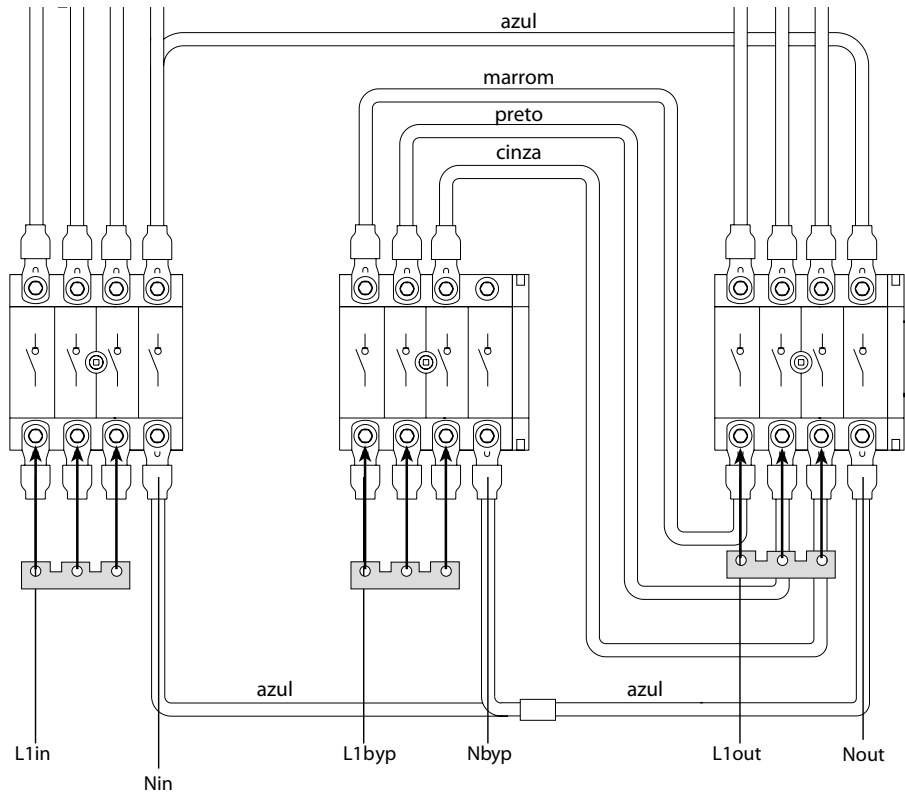 azul
marrom
preto
cinza
azul
azul
L1in
Nin
L1byp
Nbyp
L1out
Nout